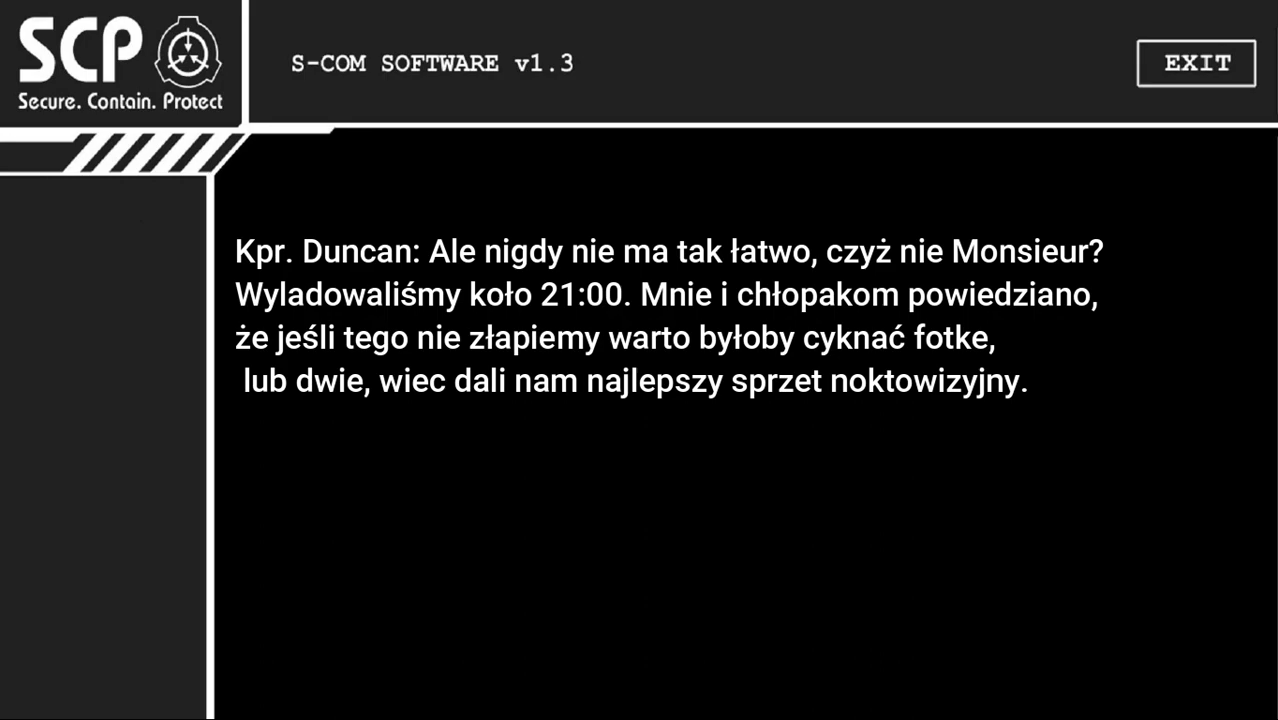 SCP
Secure. Contain. Protect
S-COM SOFTWARE v1.3
EXIT
Kpr. Duncan: Ale nigdy nie ma tak łatwo, czyż nie Monsieur?
Wyladowaliśmy koło 21:00. Mnie i chłopakom powiedziano,
że jeśli tego nie złapiemy warto byłoby cyknać fotke,
lub dwie, wiec dali nam najlepszy sprzet noktowizyjny.